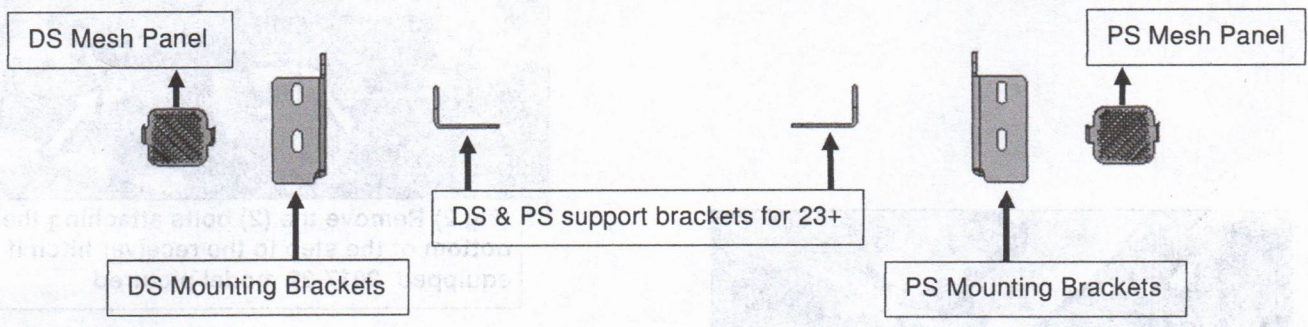 DS Mesh Panel
PS Mesh Panel
DS & PS support brackets for 23+
DS Mounting Brackets
PS Mounting Brackets